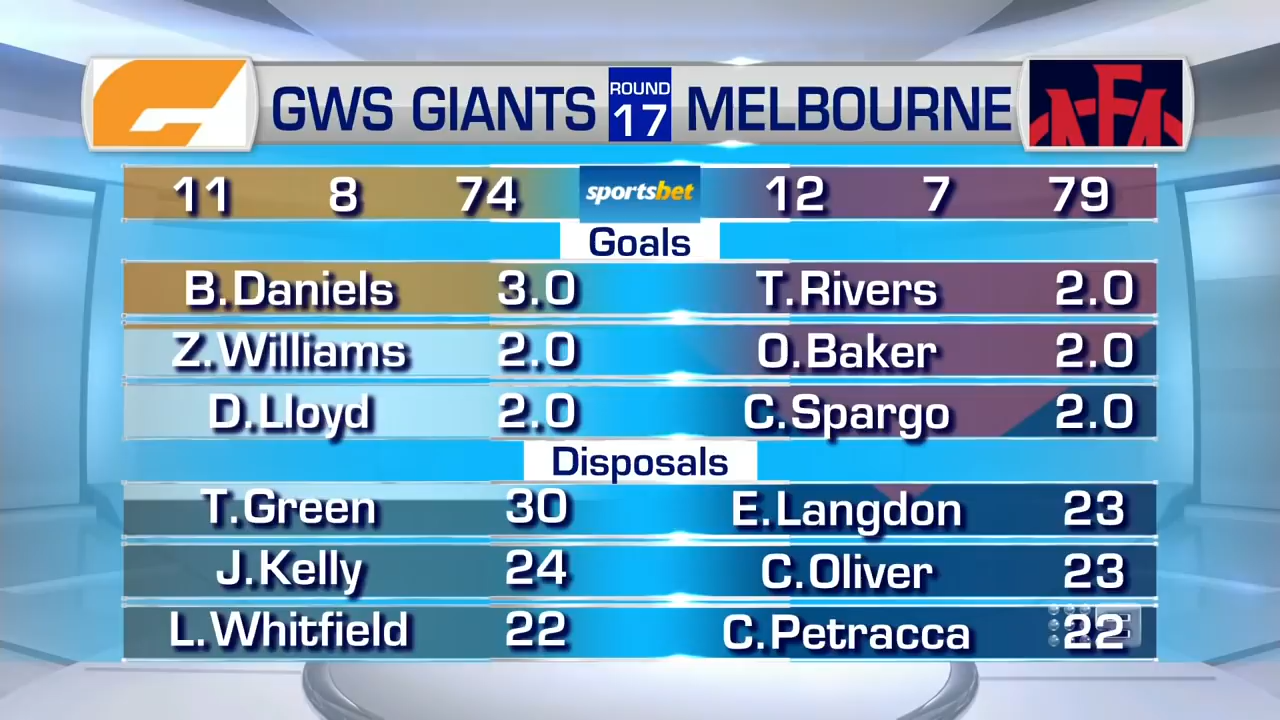 GWS GIANTS ROUND 17 MELBOURNE
11 8 74 sportsbet 12 7 79
Goals
B.Daniels 3.0 T.Rivers 2.0
Z.Williams 2.0 O.Baker 2.0
D.Lloyd 2.0 C.Spargo 2.0
Disposals
T.Green 30 E.Langdon 23
J.Kelly 24 C.Oliver 23
L.Whitfield 22 C.Petracca 22